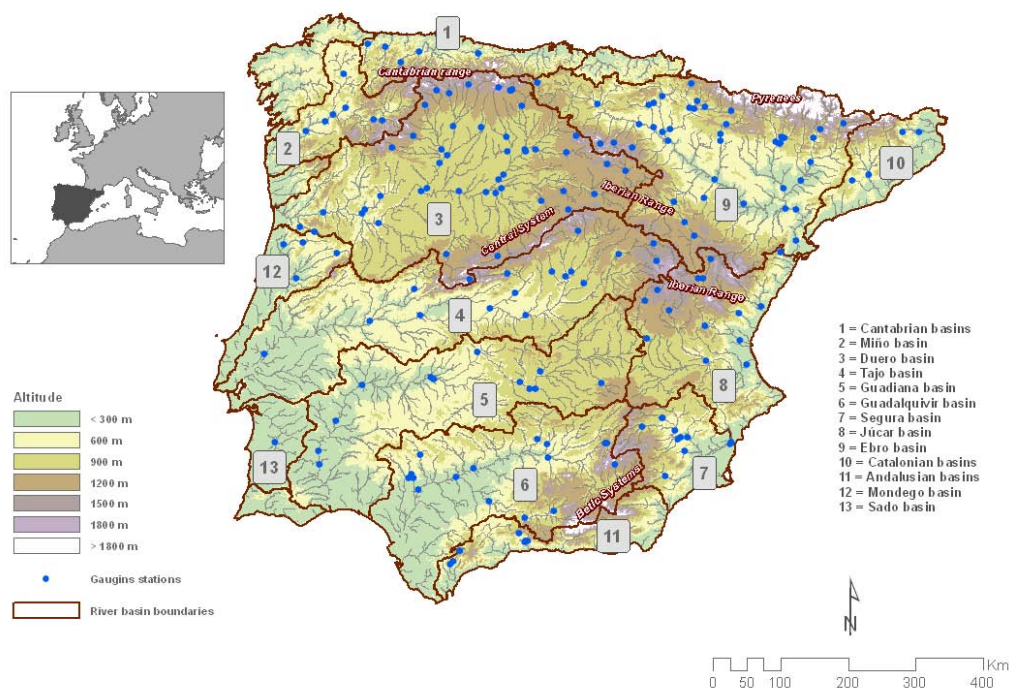 1
Cantabrian range
Pyrenees
2
10
Iberian Range
9
3
Central System
12
Iberian Range
4
1 = Cantabrian basins
2 = Miño basin
3 = Duero basin
4 = Tajo basin
5 = Guadiana basin
6 = Guadalquivir basin
7 = Segura basin
8 = Júcar basin
9 = Ebro basin
10 = Catalonian basins
11 = Andalusian basins
12 = Mondego basin
13 = Sado basin
8
5
13
7
6
Betic Systems
11
Altitude
< 300 m
600 m
900 m
1200 m
1500 m
1800 m
> 1800 m
Gaugins stations
River basin boundaries
N
Km
0 50 100 200 300 400